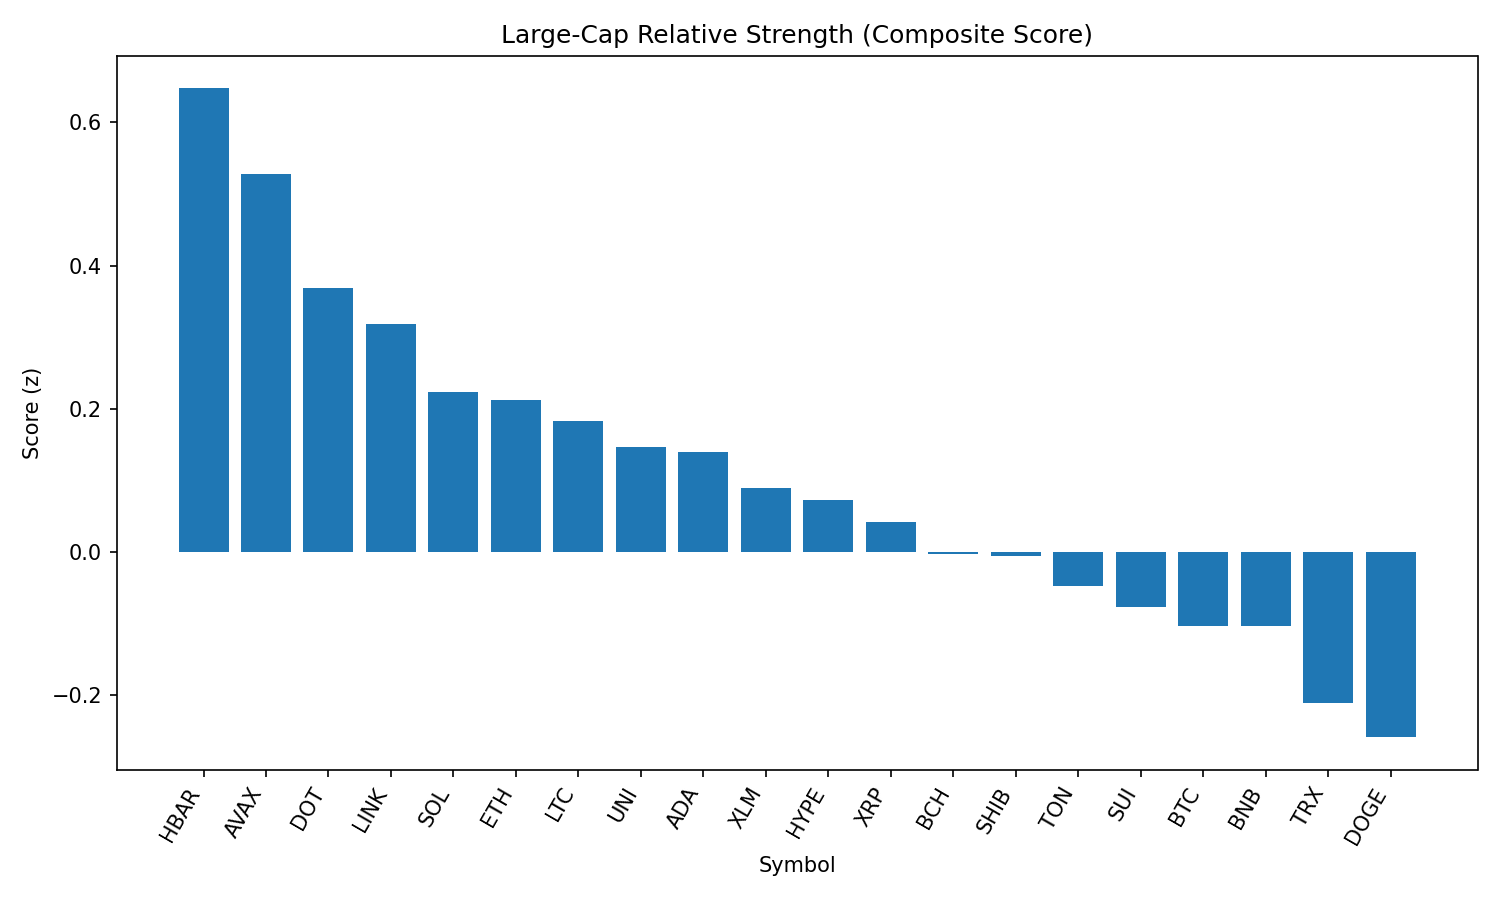 Large-Cap Relative Strength (Composite Score)
Score (z)
0.6
0.4
0.2
0.0
−0.2
HBAR
AVAX
DOT
LINK
SOL
ETH
LTC
UNI
ADA
XLM
HYPE
XRP
BCH
SHIB
TON
SUI
BTC
BNB
TRX
DOGE
Symbol